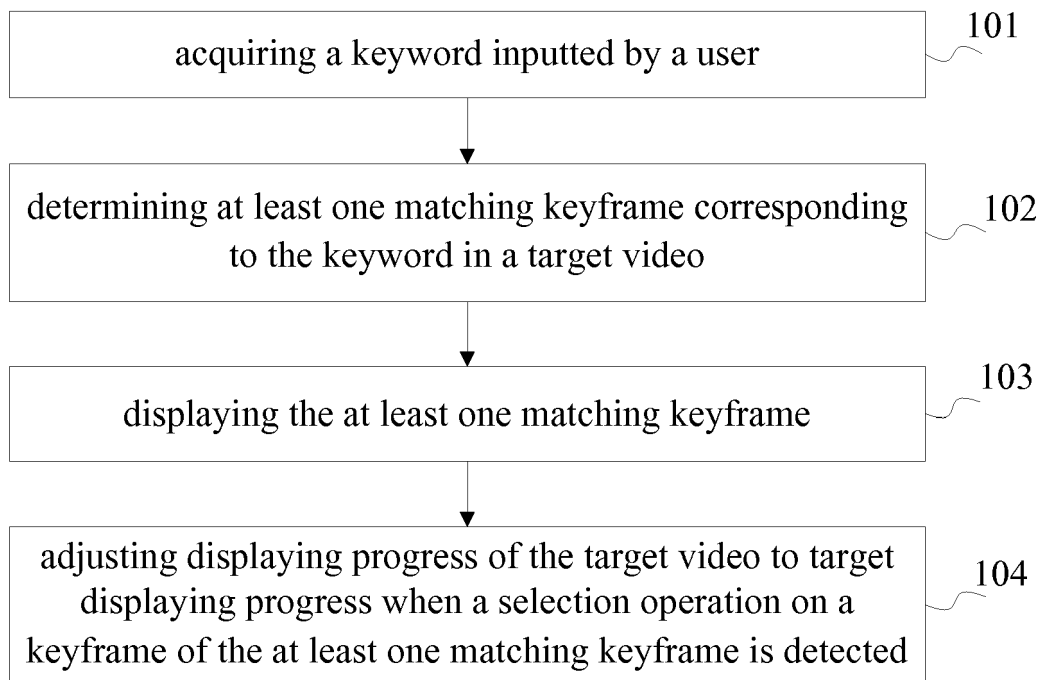 101
acquiring a keyword inputted by a user
102
determining at least one matching keyframe corresponding
to the keyword in a target video
103
displaying the at least one matching keyframe
104
adjusting displaying progress of the target video to target
displaying progress when a selection operation on a
keyframe of the at least one matching keyframe is detected